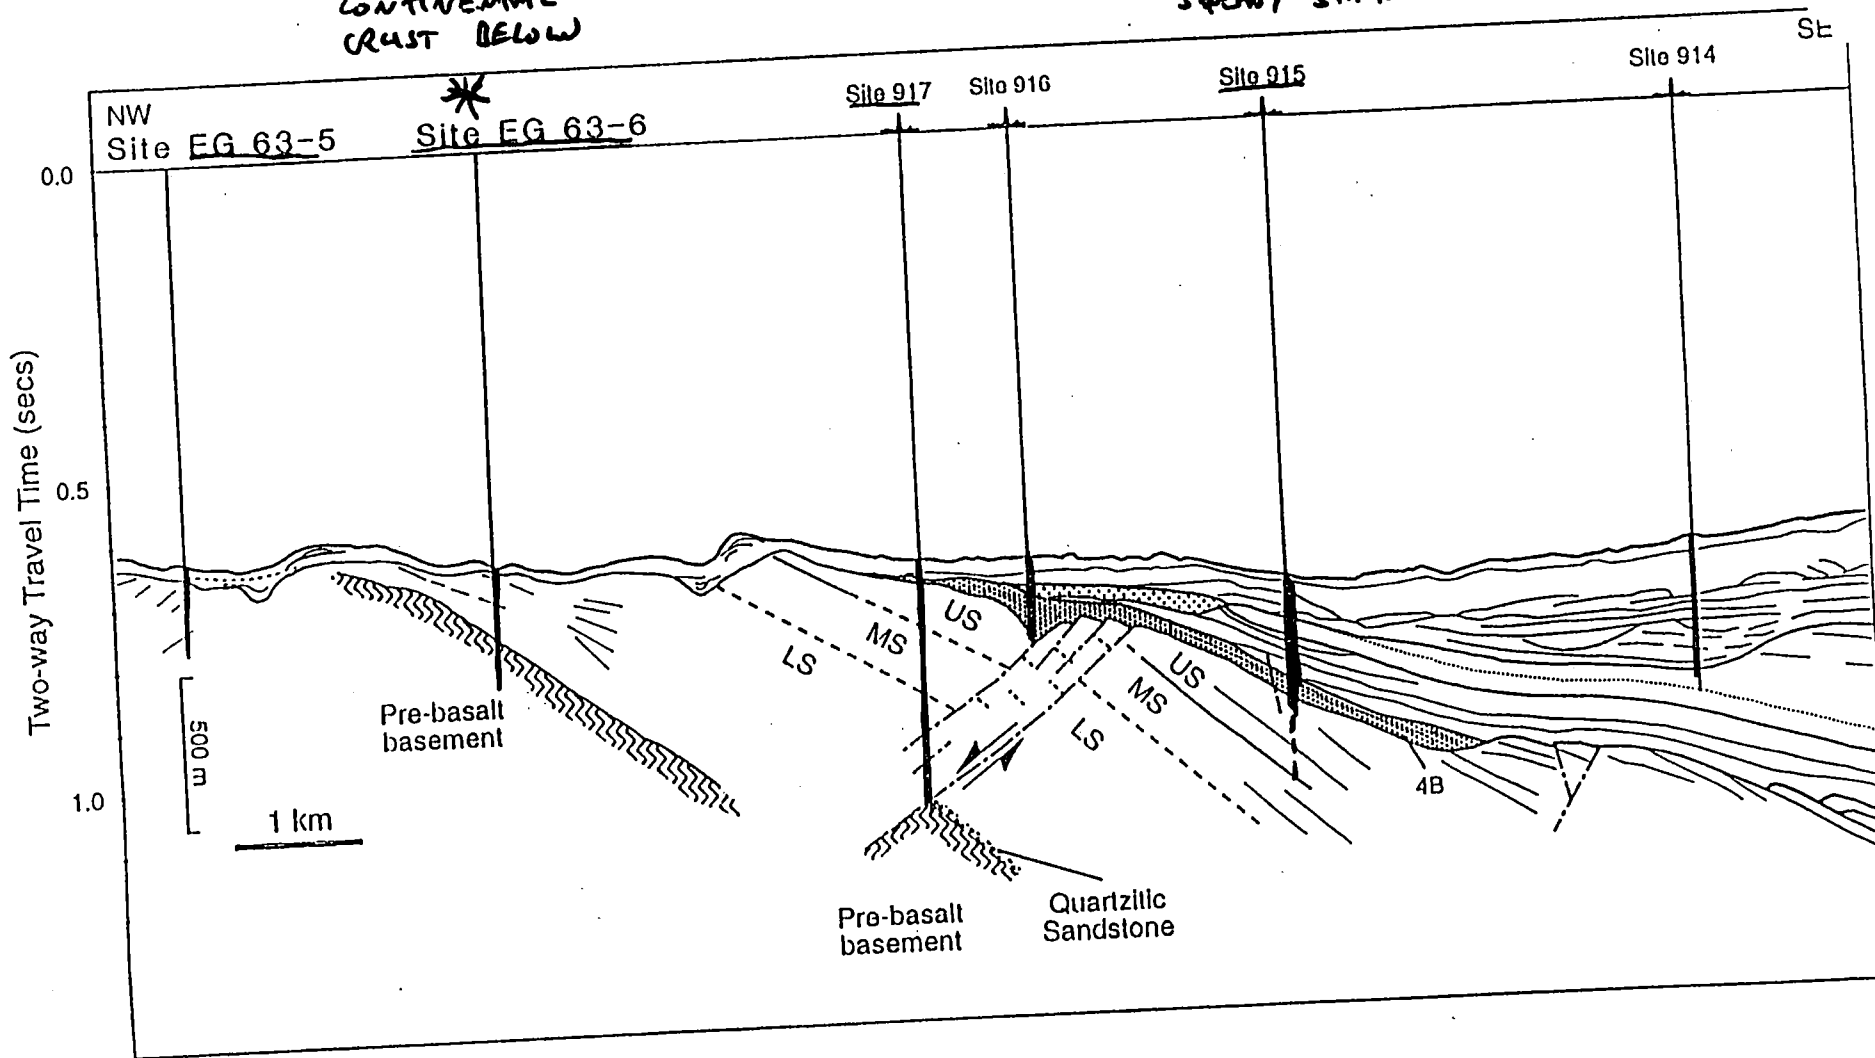 CONTINENTAL
CRUST BELOW
NW
SE
Site EG 63-5
Site EG 63-6
Site 917
Site 916
Site 915
Site 914
Two-way Travel Time (secs)
0.0
0.5
1.0
500 m
1 km
Pre-basalt
basement
US
MS
LS
US
MS
LS
4B
Pre-basalt
basement
Quartzitic
Sandstone